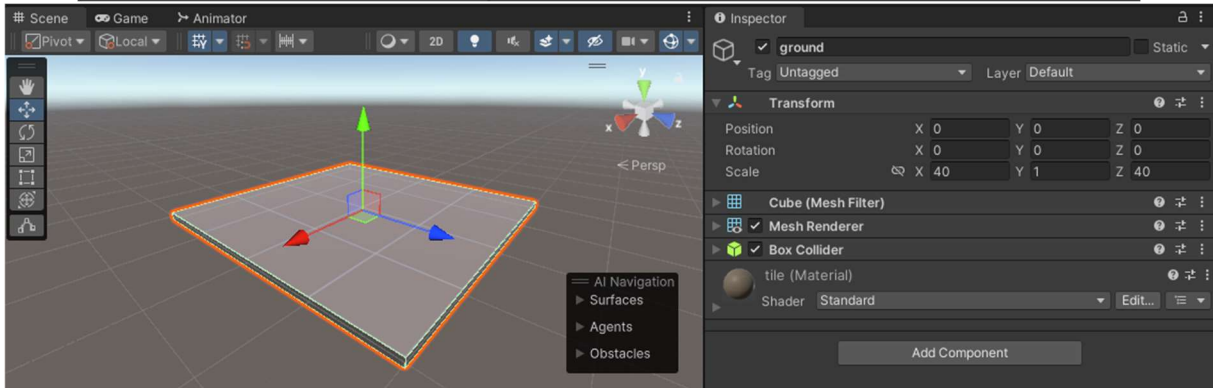 Scene Game Animator
Pivot Local 2D
y
x z
Persp
AI Navigation
Surfaces
Agents
Obstacles
Inspector
ground Static
Tag Untagged Layer Default
Transform
Position X 0 Y 0 Z 0
Rotation X 0 Y 0 Z 0
Scale X 40 Y 1 Z 40
Cube (Mesh Filter)
Mesh Renderer
Box Collider
tile (Material)
Shader Standard Edit...
Add Component